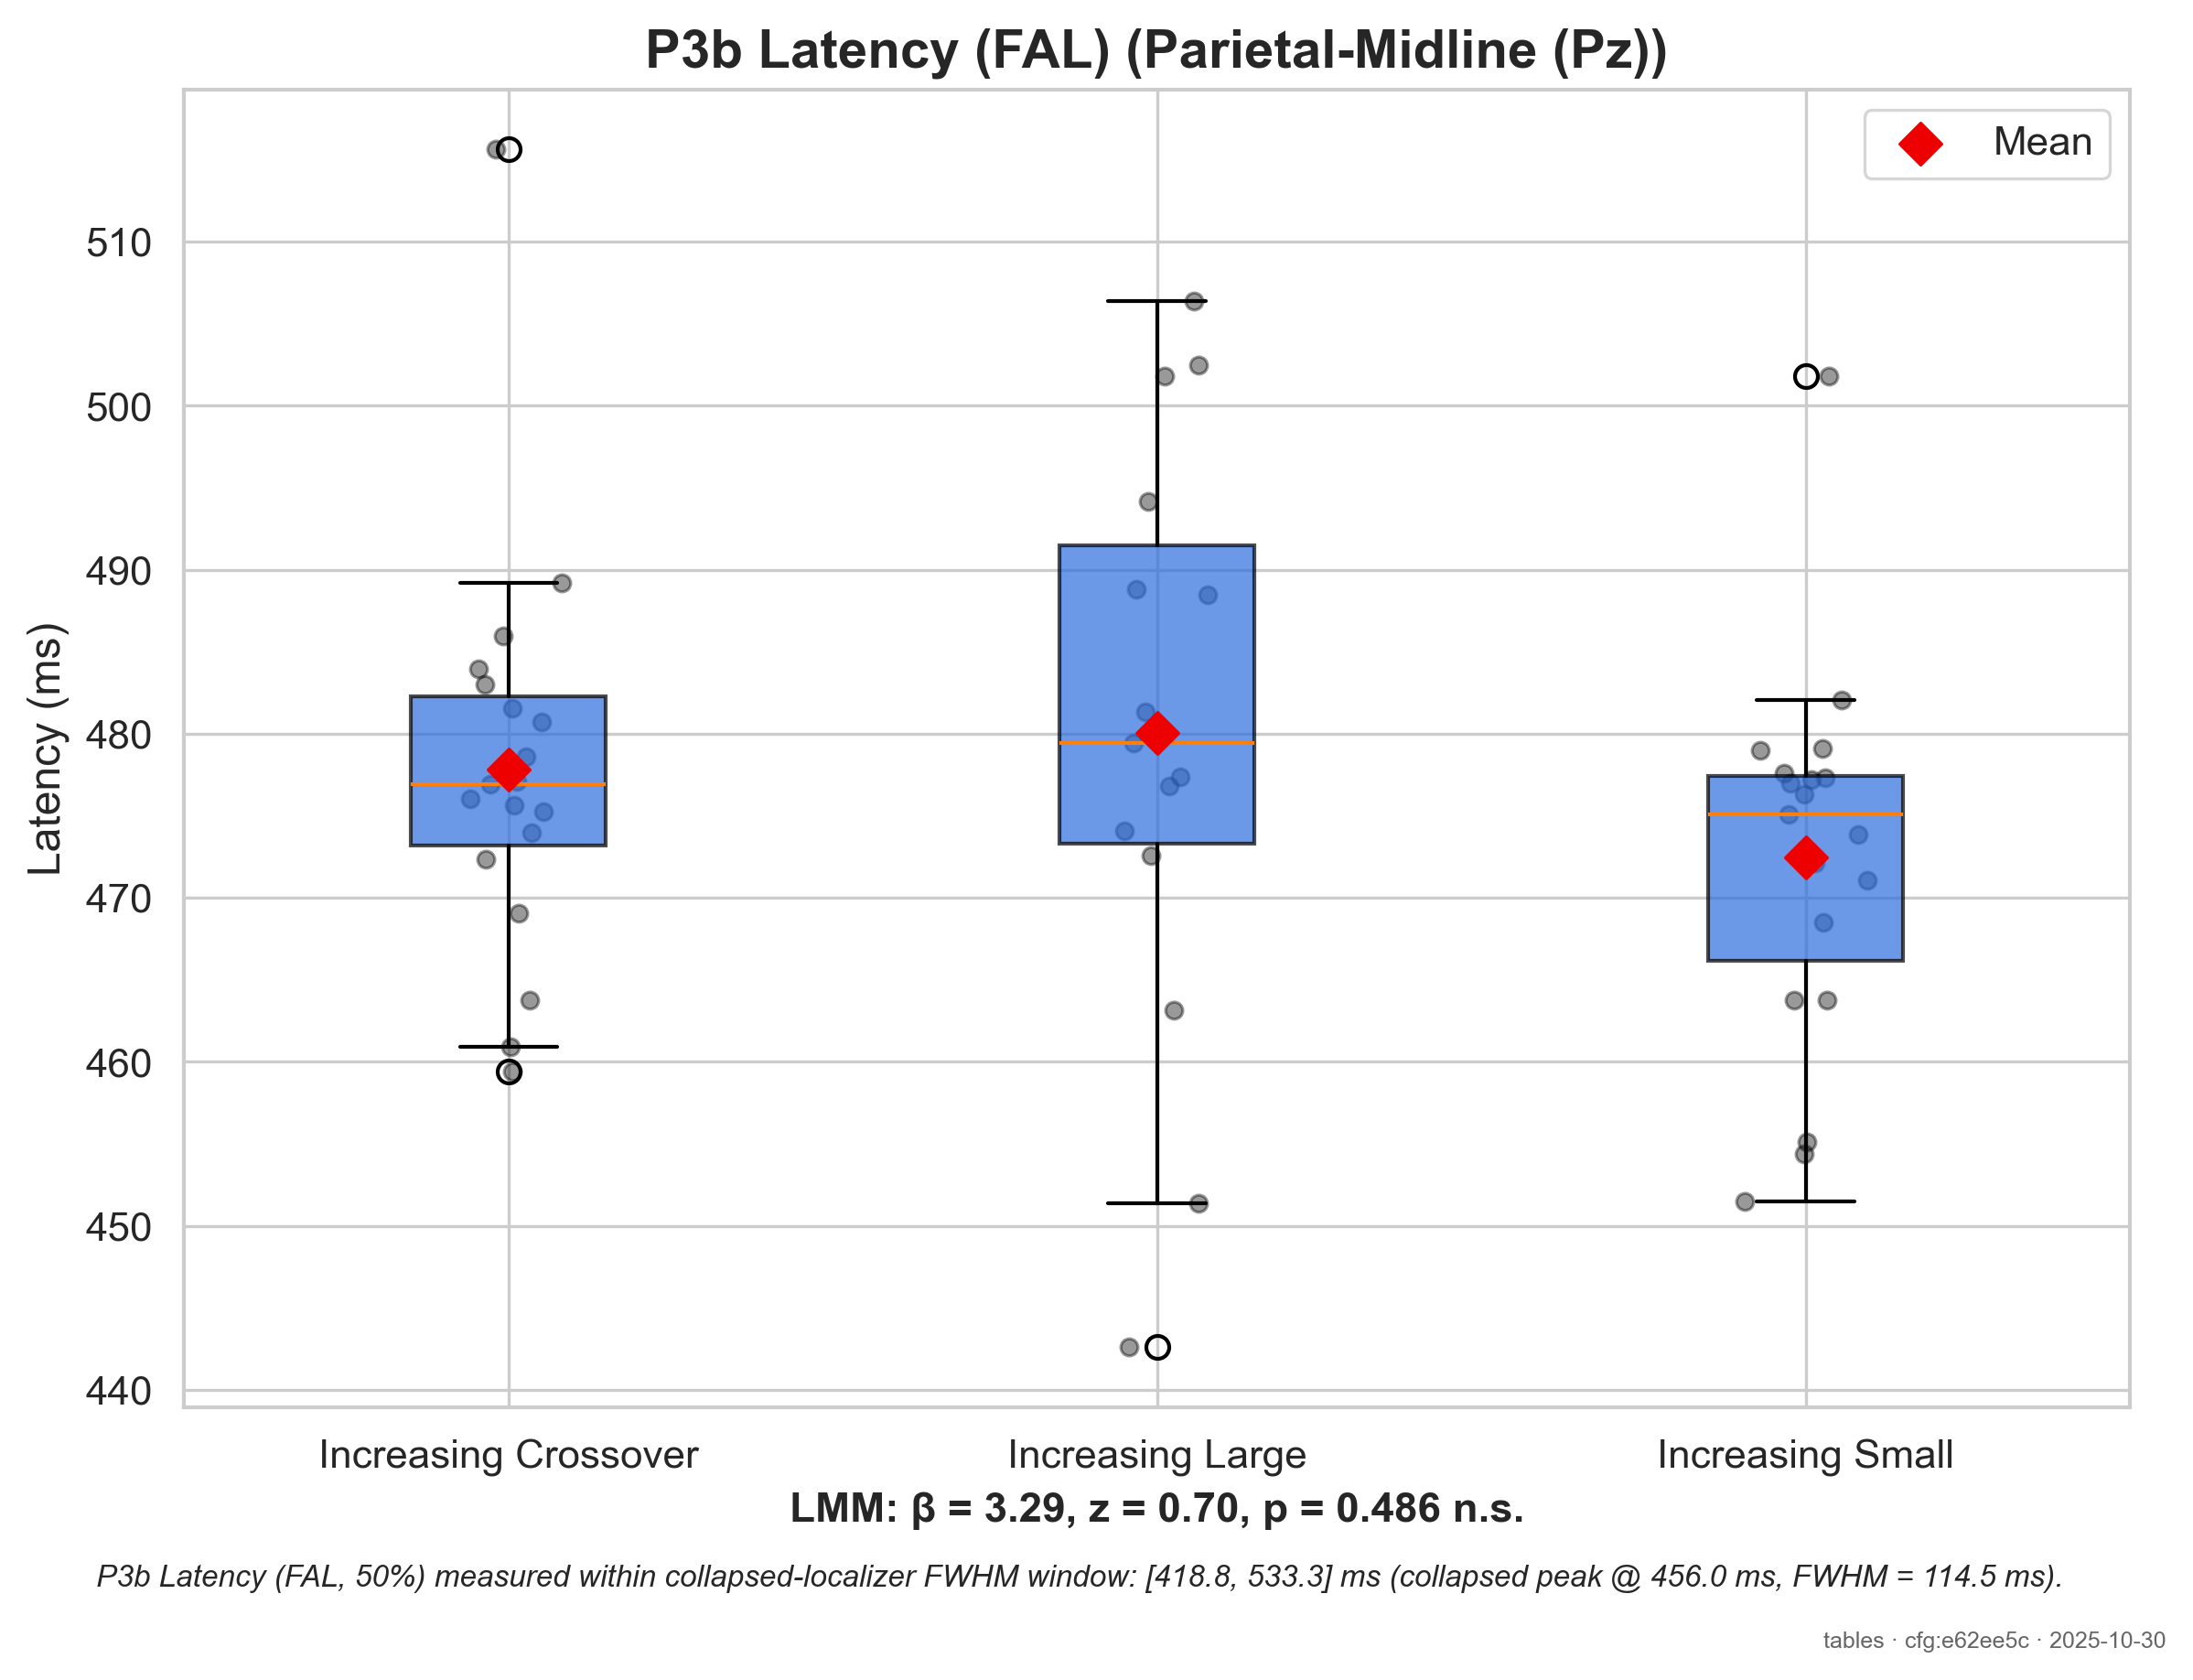 P3b Latency (FAL) (Parietal-Midline (Pz))
Mean
Latency (ms)
510
500
490
480
470
460
450
440
Increasing Crossover
Increasing Large
Increasing Small
LMM: β = 3.29, z = 0.70, p = 0.486 n.s.
P3b Latency (FAL, 50%) measured within collapsed-localizer FWHM window: [418.8, 533.3] ms (collapsed peak @ 456.0 ms, FWHM = 114.5 ms).
tables · cfg:e62ee5c · 2025-10-30